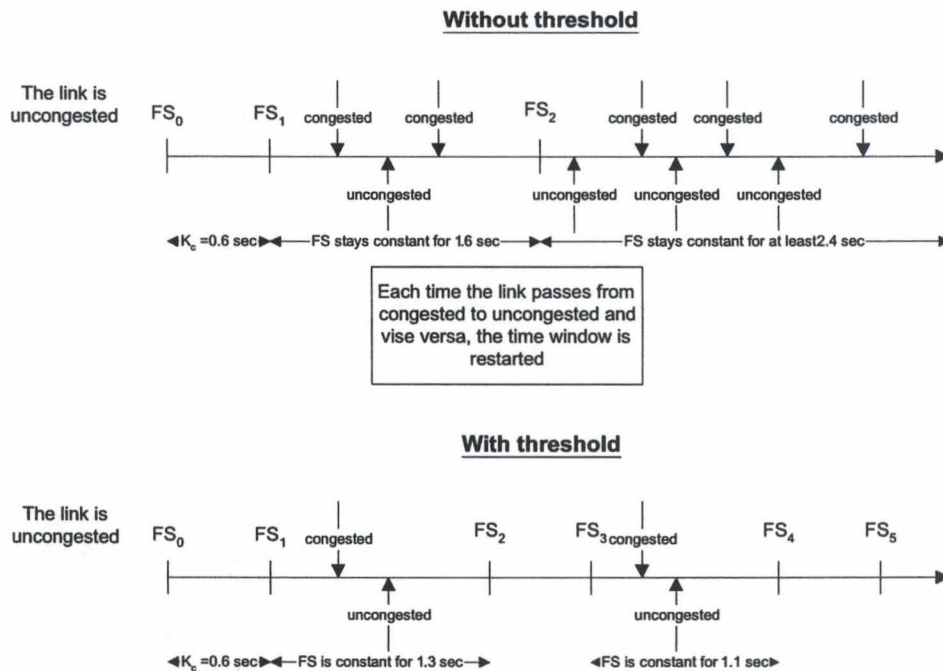 Without threshold
The link is
uncongested
FS0 FS1 congested congested FS2 congested congested congested
uncongested uncongested uncongested uncongested
Kc =0.6 sec FS stays constant for 1.6 sec FS stays constant for at least2.4 sec
Each time the link passes from
congested to uncongested and
vise versa, the time window is
restarted
With threshold
The link is
uncongested
FS0 FS1 congested FS2 FS3 congested FS4 FS5
uncongested uncongested
Kc =0.6 sec FS is constant for 1.3 sec FS is constant for 1.1 sec